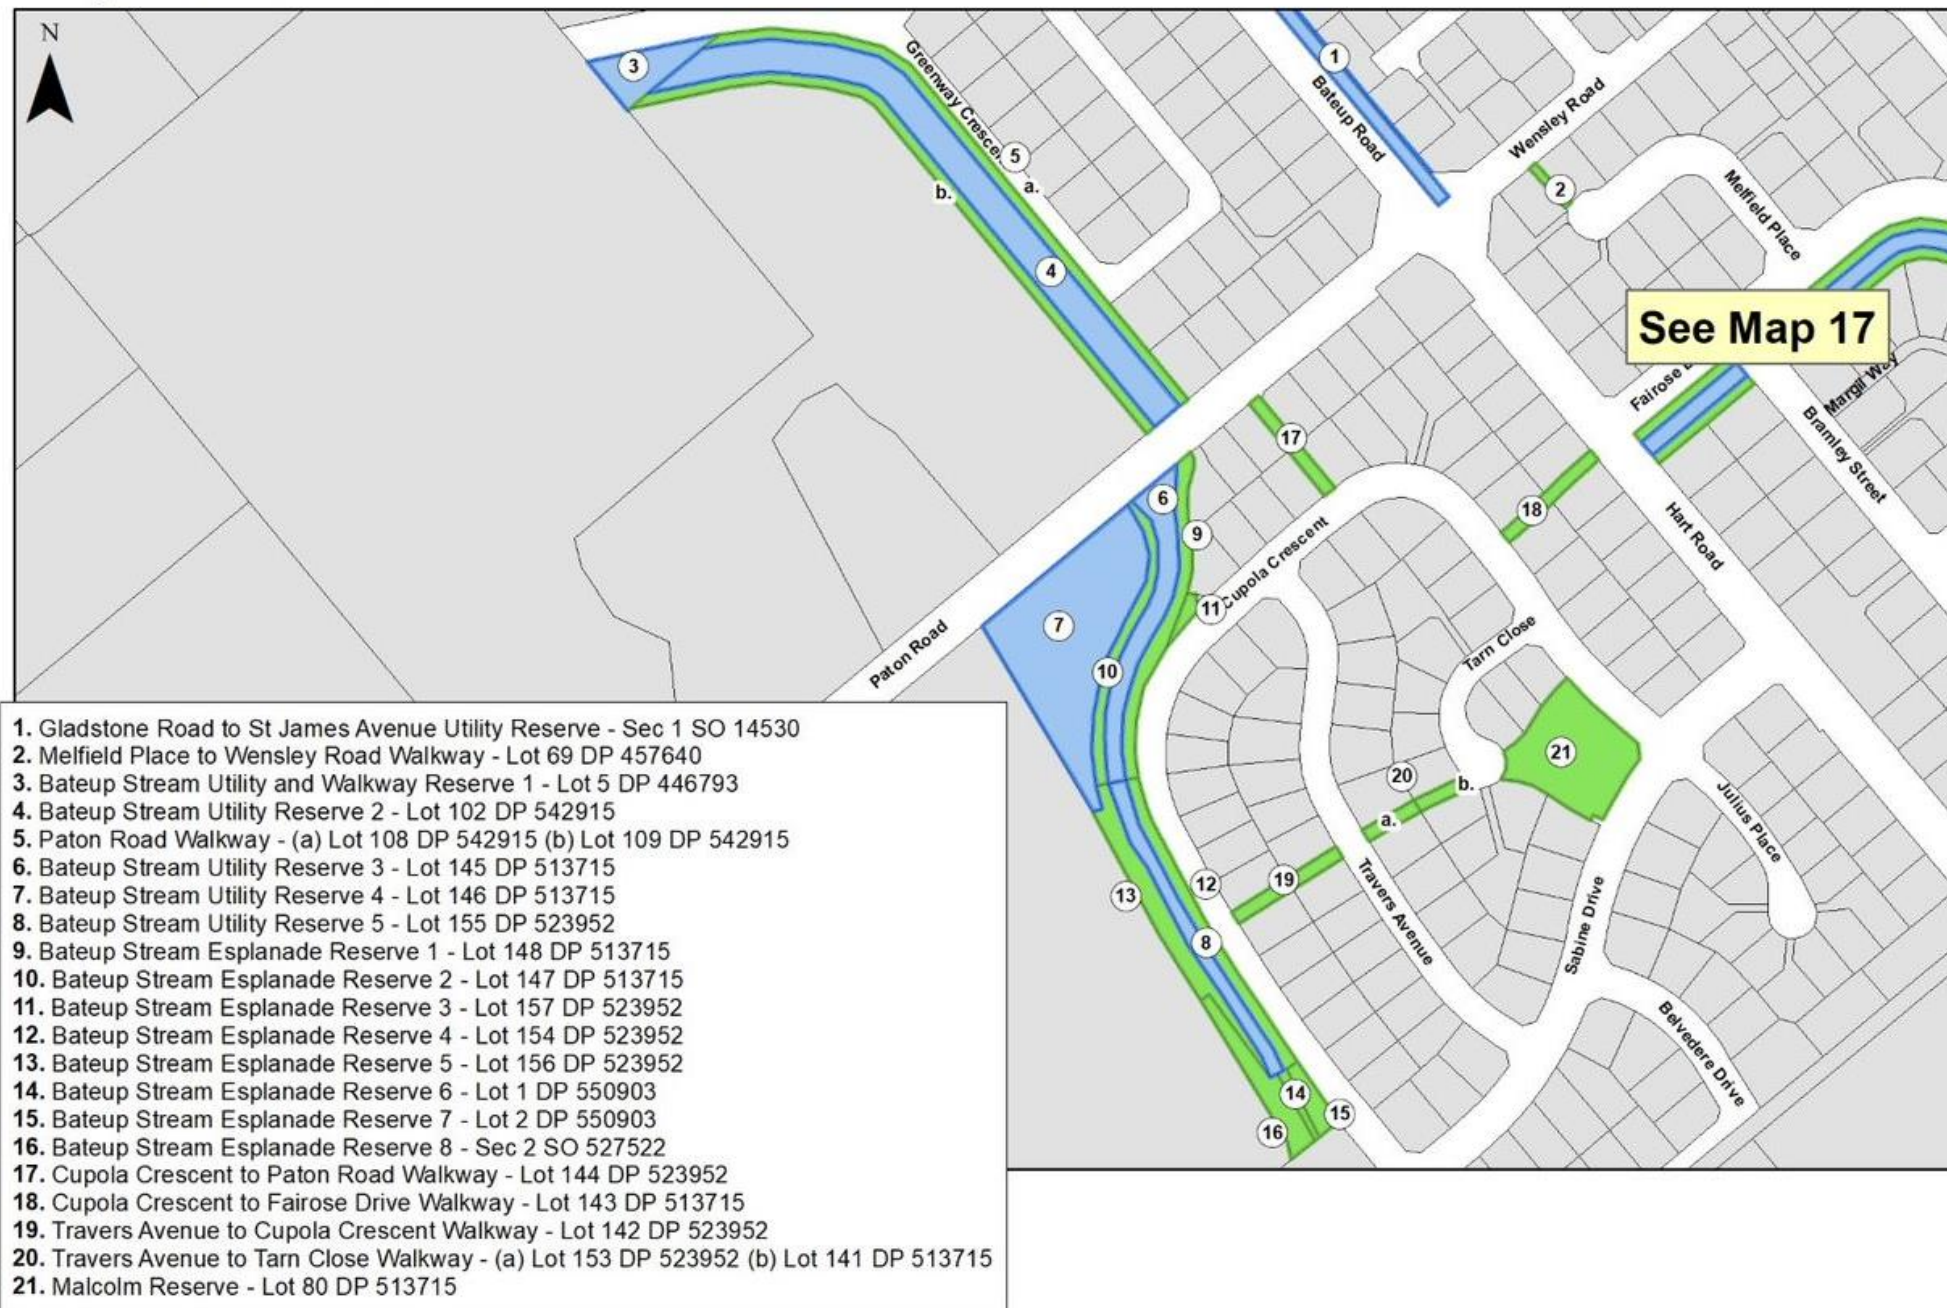 N
3
1
Greenway Crescen
Bateup Road
Wensley Road
5
a.
b.
2
Melfield Place
4
See Map 17
Fairose
Margil Way
Bramley Street
17
6
18
9
Hart Road
Cupola Crescent
11
7
Tarn Close
Paton Road
10
21
20
b.
a.
Julius Place
19
12
13
Travers Avenue
8
Sabine Drive
Belvedere Drive
14
15
16
1. Gladstone Road to St James Avenue Utility Reserve - Sec 1 SO 14530
2. Melfield Place to Wensley Road Walkway - Lot 69 DP 457640
3. Bateup Stream Utility and Walkway Reserve 1 - Lot 5 DP 446793
4. Bateup Stream Utility Reserve 2 - Lot 102 DP 542915
5. Paton Road Walkway - (a) Lot 108 DP 542915 (b) Lot 109 DP 542915
6. Bateup Stream Utility Reserve 3 - Lot 145 DP 513715
7. Bateup Stream Utility Reserve 4 - Lot 146 DP 513715
8. Bateup Stream Utility Reserve 5 - Lot 155 DP 523952
9. Bateup Stream Esplanade Reserve 1 - Lot 148 DP 513715
10. Bateup Stream Esplanade Reserve 2 - Lot 147 DP 513715
11. Bateup Stream Esplanade Reserve 3 - Lot 157 DP 523952
12. Bateup Stream Esplanade Reserve 4 - Lot 154 DP 523952
13. Bateup Stream Esplanade Reserve 5 - Lot 156 DP 523952
14. Bateup Stream Esplanade Reserve 6 - Lot 1 DP 550903
15. Bateup Stream Esplanade Reserve 7 - Lot 2 DP 550903
16. Bateup Stream Esplanade Reserve 8 - Sec 2 SO 527522
17. Cupola Crescent to Paton Road Walkway - Lot 144 DP 523952
18. Cupola Crescent to Fairose Drive Walkway - Lot 143 DP 513715
19. Travers Avenue to Cupola Crescent Walkway - Lot 142 DP 523952
20. Travers Avenue to Tarn Close Walkway - (a) Lot 153 DP 523952 (b) Lot 141 DP 513715
21. Malcolm Reserve - Lot 80 DP 513715